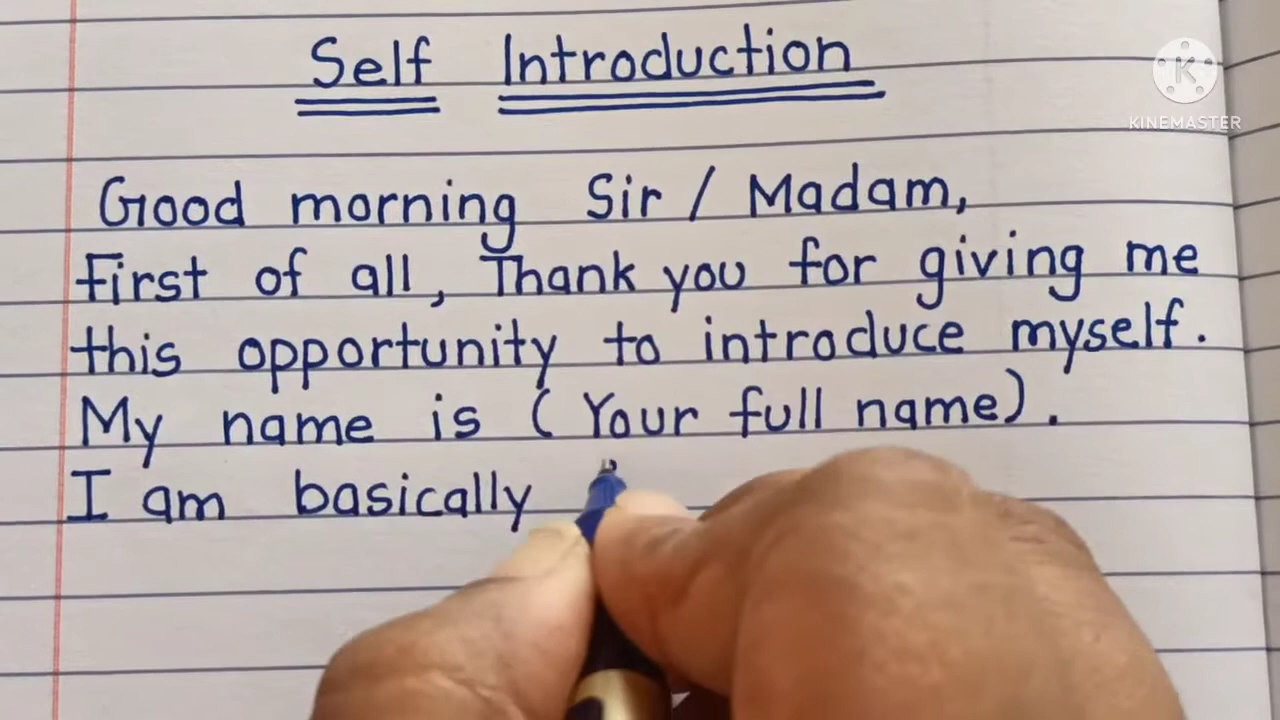 Self Introduction
KINEMASTER
Good morning Sir / Madam,
First of all, Thank you for giving me
this opportunity to introduce myself.
My name is (Your full name).
I am basically